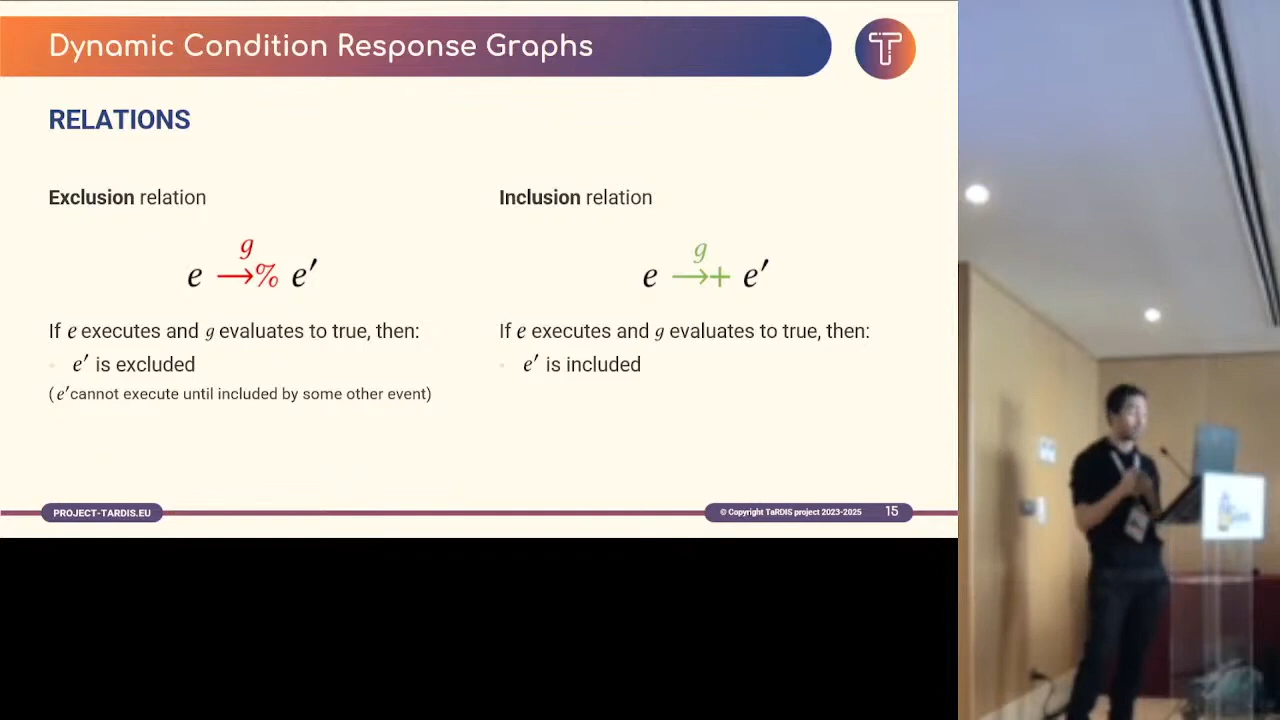 Dynamic Condition Response Graphs
T
RELATIONS
Exclusion relation
e →% e′
g
If e executes and g evaluates to true, then:
e′ is excluded
(e′cannot execute until included by some other event)
Inclusion relation
e →+ e′
g
If e executes and g evaluates to true, then:
e′ is included
PROJECT-TARDIS.EU
© Copyright TaRDIS project 2023-2025
15